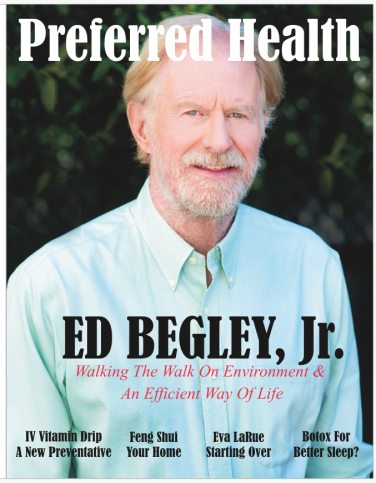 Preferred Health
ED BEGLEY, Jr.
Walking The Walk On Environment &
An Efficient Way Of Life
IV Vitamin Drip
A New Preventative
Feng Shui
Your Home
Eva LaRue
Starting Over
Botox For
Better Sleep?